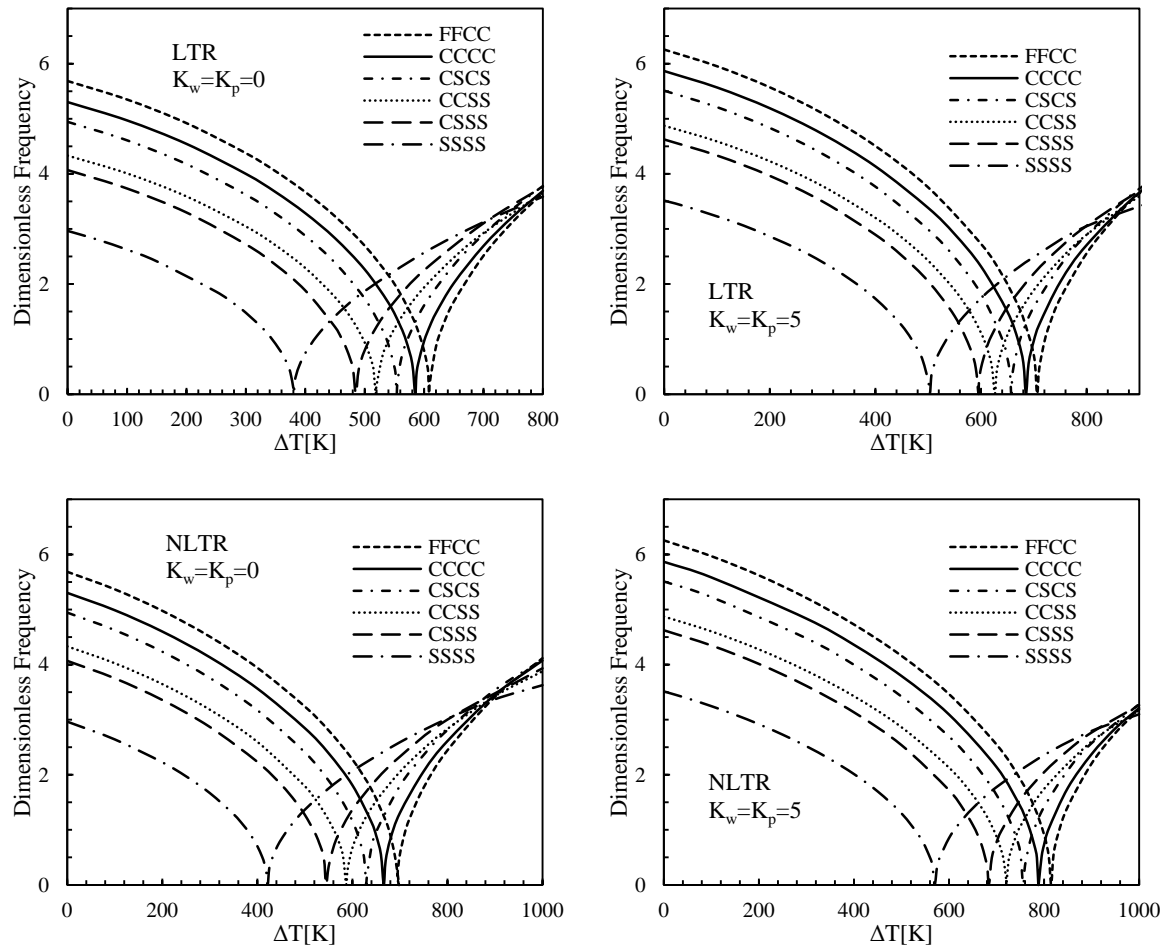 LTR
K_w=K_p=0
FFCC
CCCC
CSCS
CCSS
CSSS
SSSS
Dimensionless Frequency
0 2 4 6
0 100 200 300 400 500 600 700 800
ΔT[K]
LTR
K_w=K_p=5
FFCC
CCCC
CSCS
CCSS
CSSS
SSSS
Dimensionless Frequency
0 2 4 6
0 200 400 600 800
ΔT[K]
NLTR
K_w=K_p=0
FFCC
CCCC
CSCS
CCSS
CSSS
SSSS
Dimensionless Frequency
0 2 4 6
0 200 400 600 800 1000
ΔT[K]
NLTR
K_w=K_p=5
FFCC
CCCC
CSCS
CCSS
CSSS
SSSS
Dimensionless Frequency
0 2 4 6
0 200 400 600 800 1000
ΔT[K]